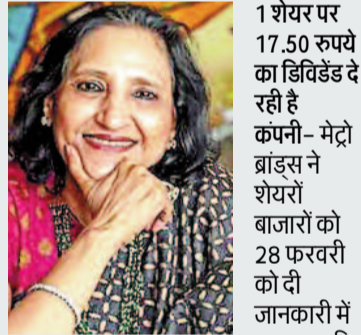 1 शेयर पर
17.50 रुपये
का डिविडेंड दे
रही है
कंपनी– मेट्रो
ब्रांड्स ने
शेयरों
बाजारों को
28 फरवरी
को दी
जानकारी में